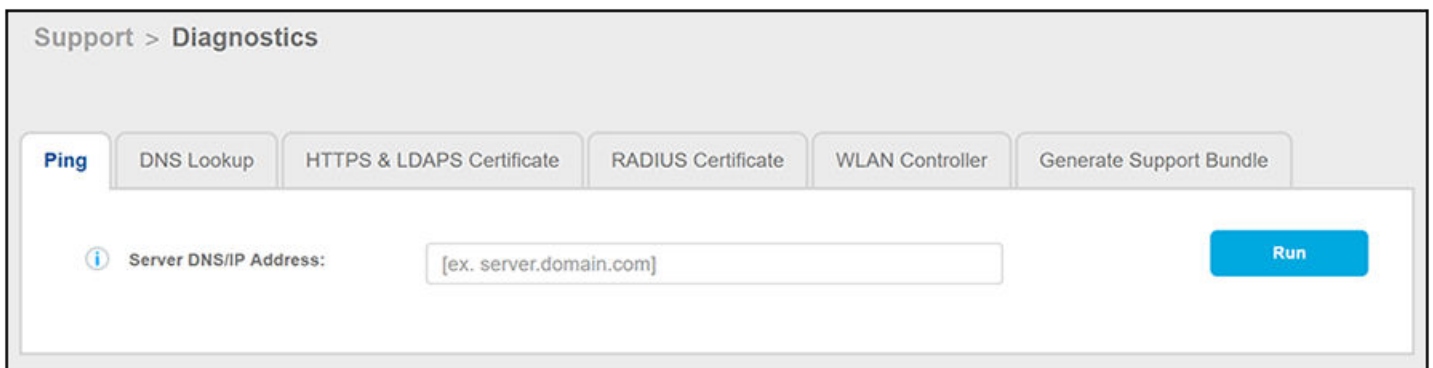 Support > Diagnostics
Ping DNS Lookup HTTPS & LDAPS Certificate RADIUS Certificate WLAN Controller Generate Support Bundle
i Server DNS/IP Address: [ex. server.domain.com] Run